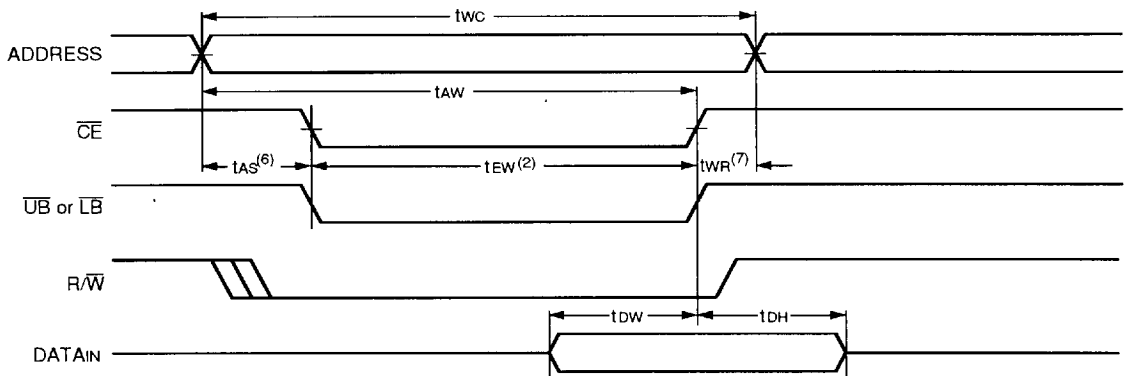 tWC
ADDRESS
tAW
CE
tAS(6)
tEW(2)
tWR(7)
UB or LB
R/W
tDW
tDH
DATAIN